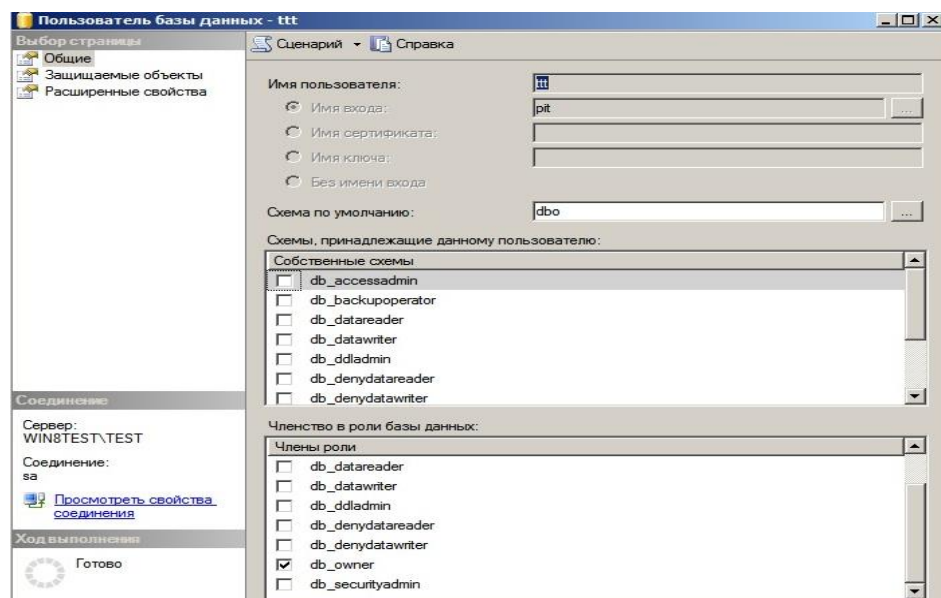 Пользователь базы данных - ttt
Выбор страницы
Общие
Защищаемые объекты
Расширенные свойства
Сценарий
Справка
Имя пользователя:
ttt
Имя входа:
pit
...
Имя сертификата:
Имя ключа:
Без имени входа
Схема по умолчанию:
dbo
...
Схемы, принадлежащие данному пользователю:
Собственные схемы
db_accessadmin
db_backupoperator
db_datareader
db_datawriter
db_ddladmin
db_denydatareader
db_denydatawriter
Членство в роли базы данных:
Члены роли
db_datareader
db_datawriter
db_ddladmin
db_denydatareader
db_denydatawriter
db_owner
db_securityadmin
Соединение
Сервер:
WIN8TEST\TEST
Соединение:
sa
Просмотреть свойства
соединения
Ход выполнения
Готово